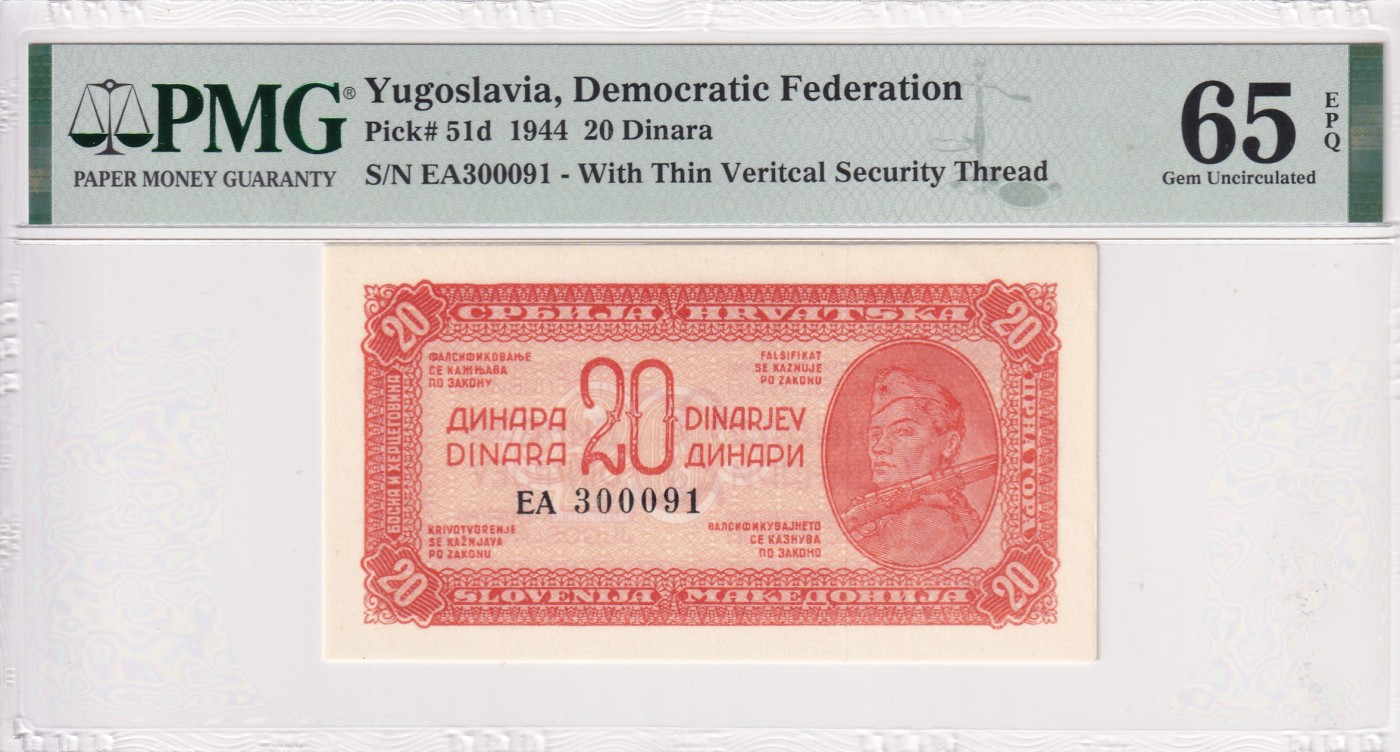 PMG®
PAPER MONEY GUARANTY
Yugoslavia, Democratic Federation
Pick# 51d 1944 20 Dinara
S/N EA300091 - With Thin Veritcal Security Thread
65
EPQ
Gem Uncirculated
20
СРБИЈА HRVATSKA
20
ФАЛСИФИКОВАЊЕ
СЕ КАЖЊАВА
ПО ЗАКОНУ
FALSIFIKAT
SE KAZNUJE
PO ZAKONU
БОСНА И ХЕРЦЕГОВИНА
ЦРНА ГОРА
20
ДИНАРА
DINARJEV
DINARA
ДИНАРИ
EA 300091
KRIVOTVORENJE
SE KAŽNJAVA
PO ZAKONU
ФАЛСИФИКУВАЈНЕТО
СЕ КАЗНУВА
ПО ЗАКОНО
20
SLOVENIJA МАКЕДОНИЈА
20